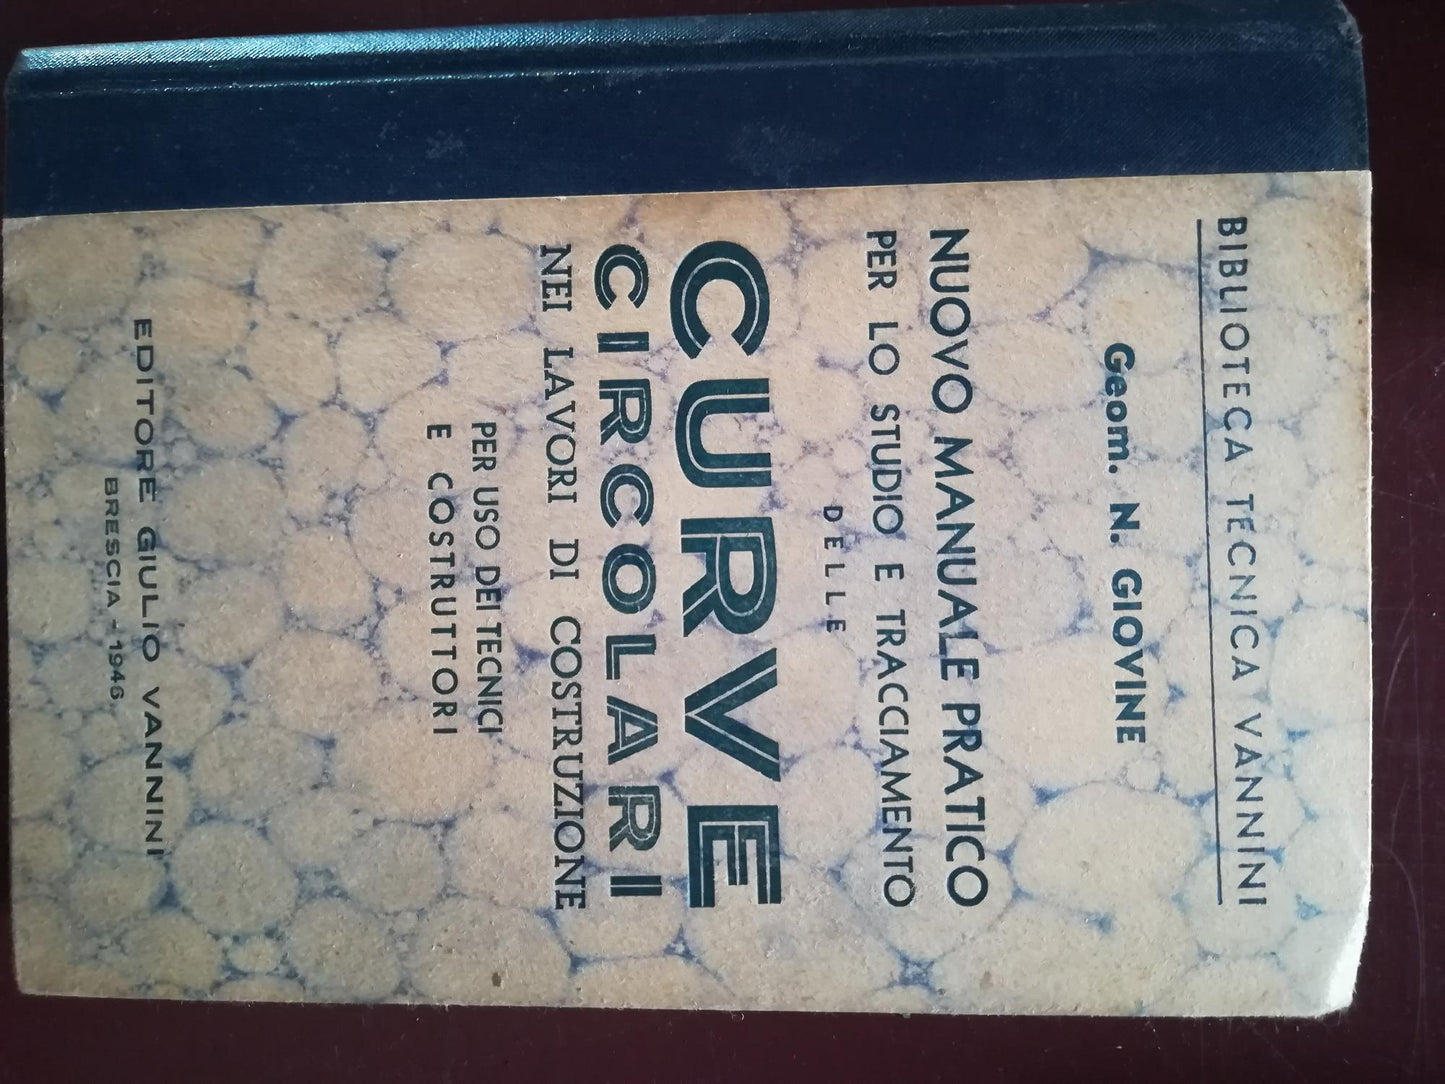 BIBLIOTECA TECNICA VANNINI
Geom. N. GIOVINE
NUOVO MANUALE PRATICO
PER LO STUDIO E TRACCIAMENTO
DELLE
CURVE
CIRCOLARI
NEI LAVORI DI COSTRUZIONE
PER USO DEI TECNICI
E COSTRUTTORI
EDITORE GIULIO VANNINI
BRESCIA - 1946